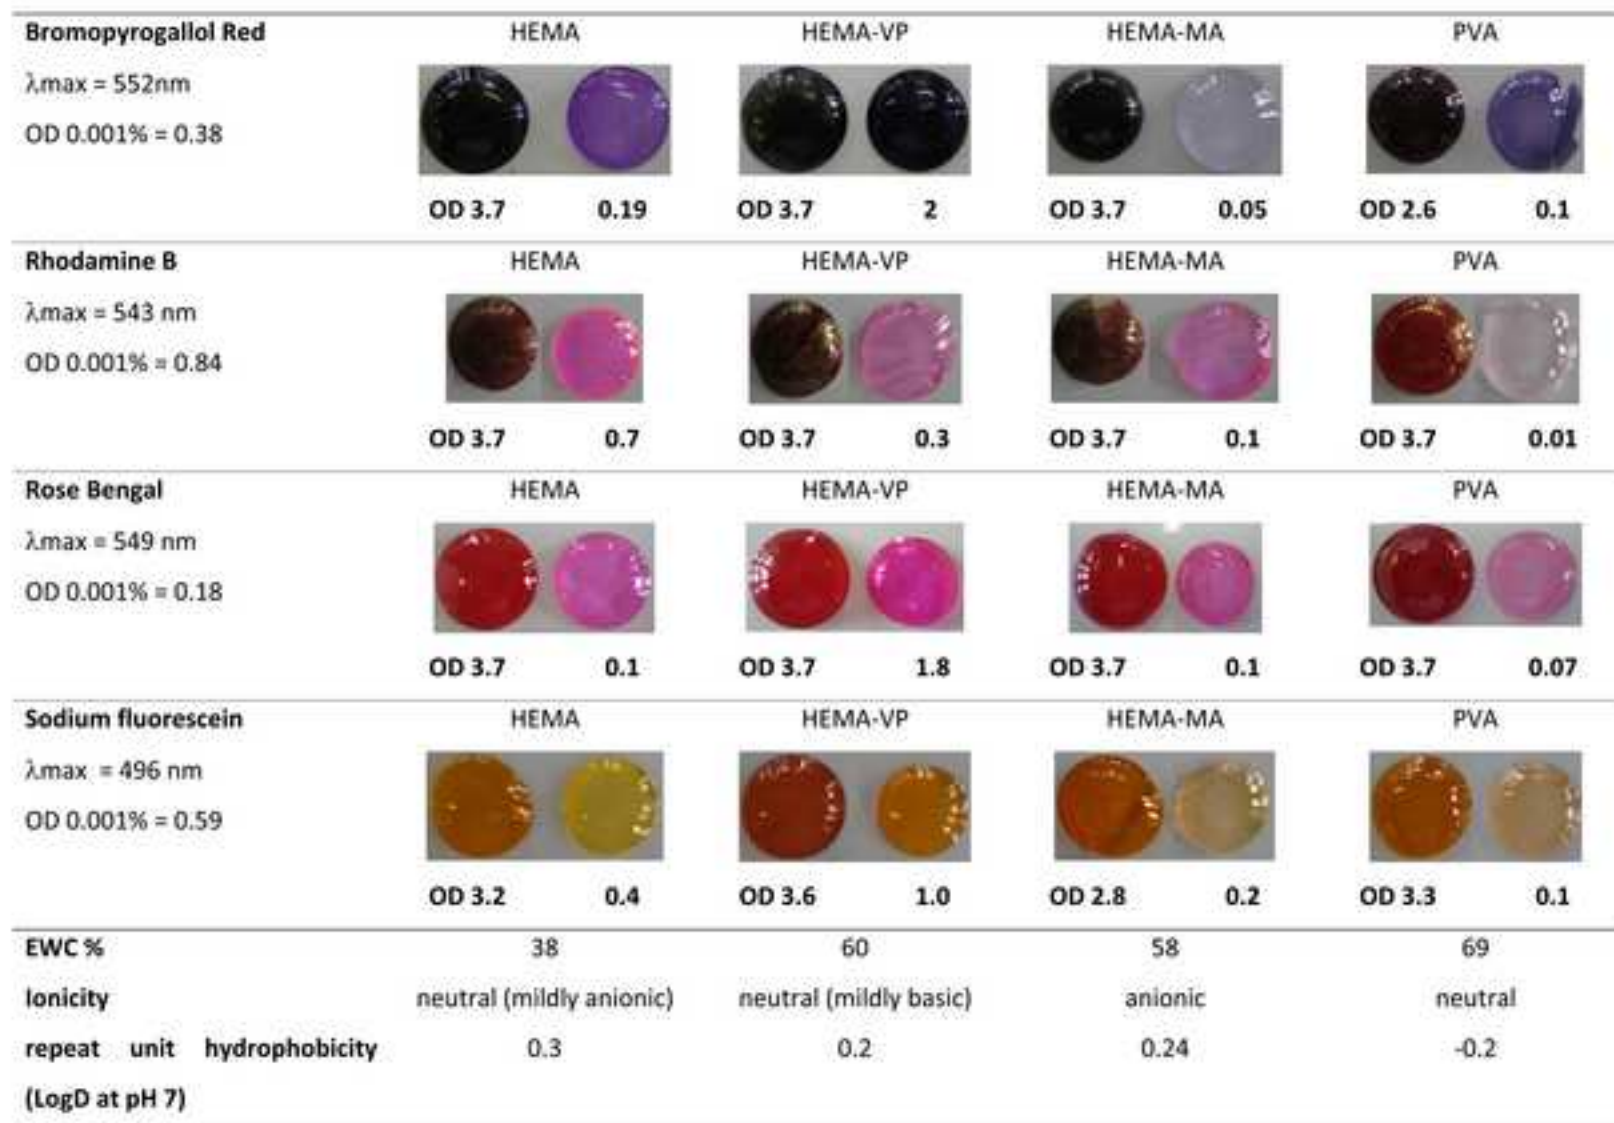 Bromopyrogallol Red HEMA HEMA-VP HEMA-MA PVA
λmax = 552nm
OD 0.001% = 0.38
OD 3.7 0.19 OD 3.7 2 OD 3.7 0.05 OD 2.6 0.1
Rhodamine B HEMA HEMA-VP HEMA-MA PVA
λmax = 543 nm
OD 0.001% = 0.84
OD 3.7 0.7 OD 3.7 0.3 OD 3.7 0.1 OD 3.7 0.01
Rose Bengal HEMA HEMA-VP HEMA-MA PVA
λmax = 549 nm
OD 0.001% = 0.18
OD 3.7 0.1 OD 3.7 1.8 OD 3.7 0.1 OD 3.7 0.07
Sodium fluorescein HEMA HEMA-VP HEMA-MA PVA
λmax = 496 nm
OD 0.001% = 0.59
OD 3.2 0.4 OD 3.6 1.0 OD 2.8 0.2 OD 3.3 0.1
EWC % 38 60 58 69
Ionicity neutral (mildly anionic) neutral (mildly basic) anionic neutral
repeat unit hydrophobicity 0.3 0.2 0.24 -0.2
(LogD at pH 7)